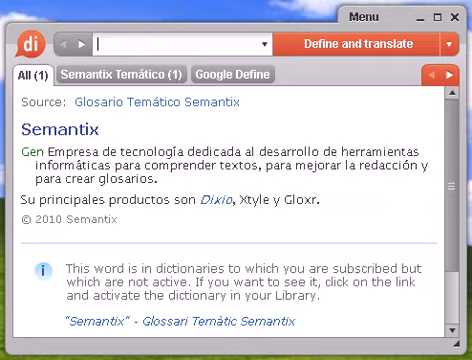 Menu
di
Define and translate
All (1)
Semantix Temático (1)
Google Define
Source: Glosario Temático Semantix
Semantix
Gen Empresa de tecnología dedicada al desarrollo de herramientas
informáticas para comprender textos, para mejorar la redacción y
para crear glosarios.
Su principales productos son Dixio, Xtyle y Gloxr.
© 2010 Semantix
i
This word is in dictionaries to which you are subscribed but
which are not active. If you want to see it, click on the link
and activate the dictionary in your Library.
"Semantix" - Glossari Temàtic Semantix